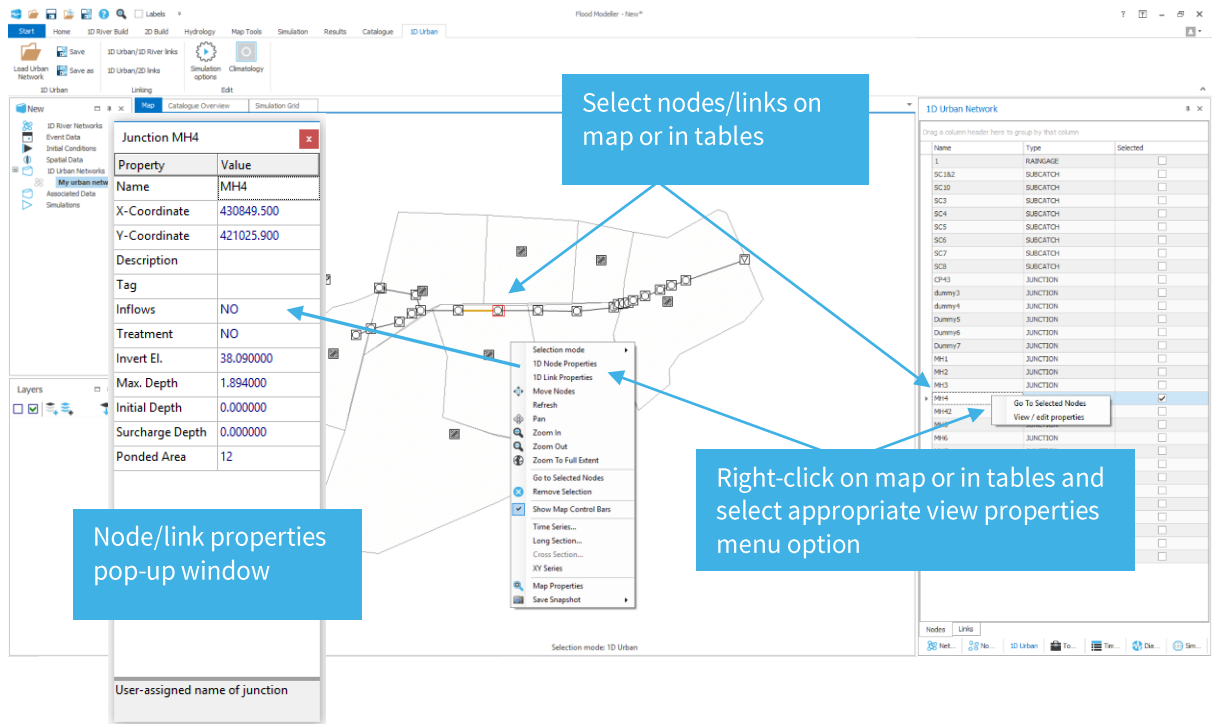 Labels
Flood Modeller - New*
Start
Home
1D River Build
2D Build
Hydrology
Map Tools
Simulation
Results
Catalogue
1D Urban
Load Urban
Network
Save
Save as
1D Urban
1D Urban/1D River links
1D Urban/2D links
Linking
Simulation
options
Climatology
Edit
New
1D River Networks
Event Data
Initial Conditions
Spatial Data
1D Urban Networks
My urban netw
Associated Data
Simulations
Layers
Map
Catalogue Overview
Simulation Grid
Junction MH4
x
Property Value
Name MH4
X-Coordinate 430849.500
Y-Coordinate 421025.900
Description
Tag
Inflows NO
Treatment NO
Invert El. 38.090000
Max. Depth 1.894000
Initial Depth 0.000000
Surcharge Depth 0.000000
Ponded Area 12
User-assigned name of junction
Node/link properties
pop-up window
Select nodes/links on
map or in tables
Selection mode
1D Node Properties
1D Link Properties
Move Nodes
Refresh
Pan
Zoom In
Zoom Out
Zoom To Full Extent
Go to Selected Nodes
Remove Selection
Show Map Control Bars
Time Series...
Long Section...
Cross Section...
XY Series
Map Properties
Save Snapshot
Selection mode: 1D Urban
Right-click on map or in tables and
select appropriate view properties
menu option
1D Urban Network
Drag a column header here to group by that column
Name Type Selected
1 RAINGAGE
SC1&2 SUBCATCH
SC10 SUBCATCH
SC3 SUBCATCH
SC4 SUBCATCH
SC5 SUBCATCH
SC6 SUBCATCH
SC7 SUBCATCH
SC8 SUBCATCH
CP43 JUNCTION
dummy3 JUNCTION
dummy4 JUNCTION
Dummy5 JUNCTION
Dummy6 JUNCTION
Dummy7 JUNCTION
MH1 JUNCTION
MH2 JUNCTION
MH3 JUNCTION
MH4
MH42
MH6 JUNCTION
Go To Selected Nodes
View / edit properties
Nodes
Links
Net...
No...
1D Urban
To...
Tim...
Dia...
Sim...